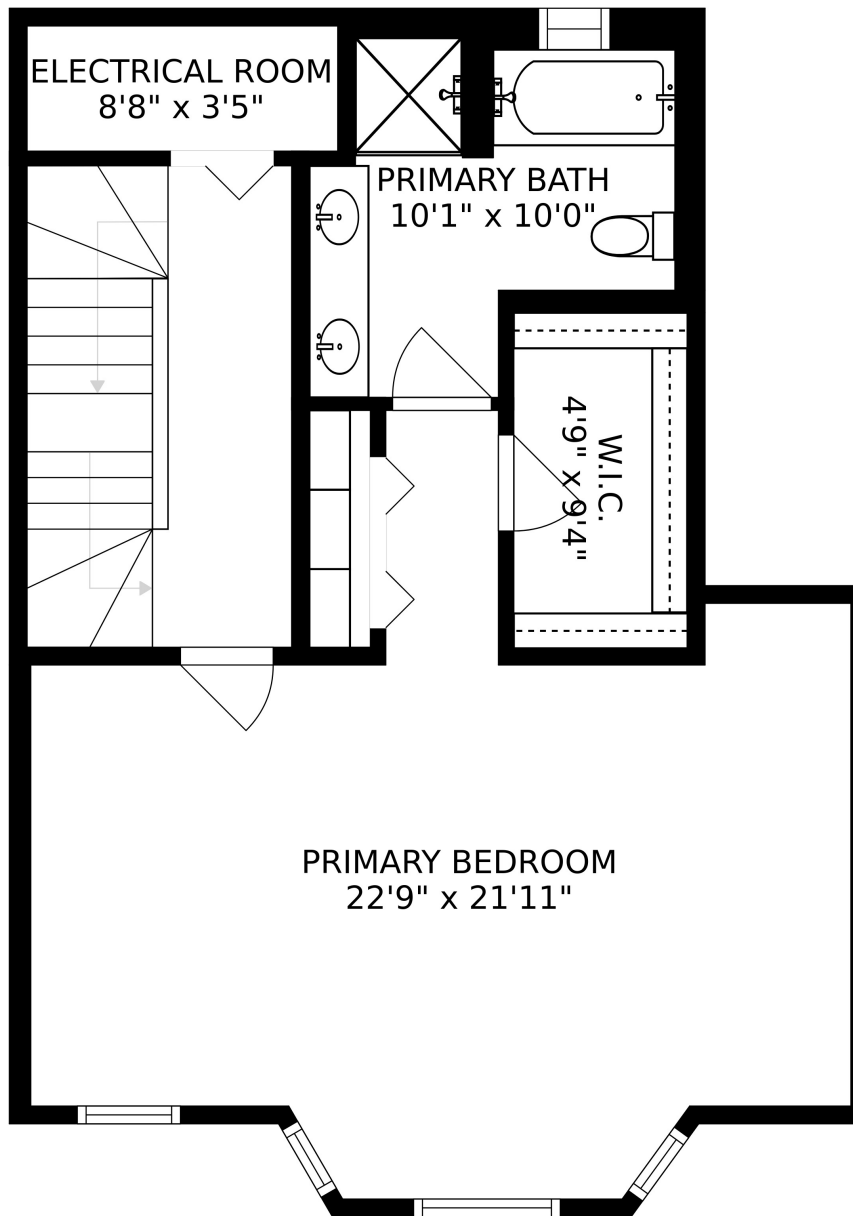 ELECTRICAL ROOM
8'8" x 3'5"
PRIMARY BATH
10'1" x 10'0"
W.I.C.
4'9" x 9'4"
PRIMARY BEDROOM
22'9" x 21'11"